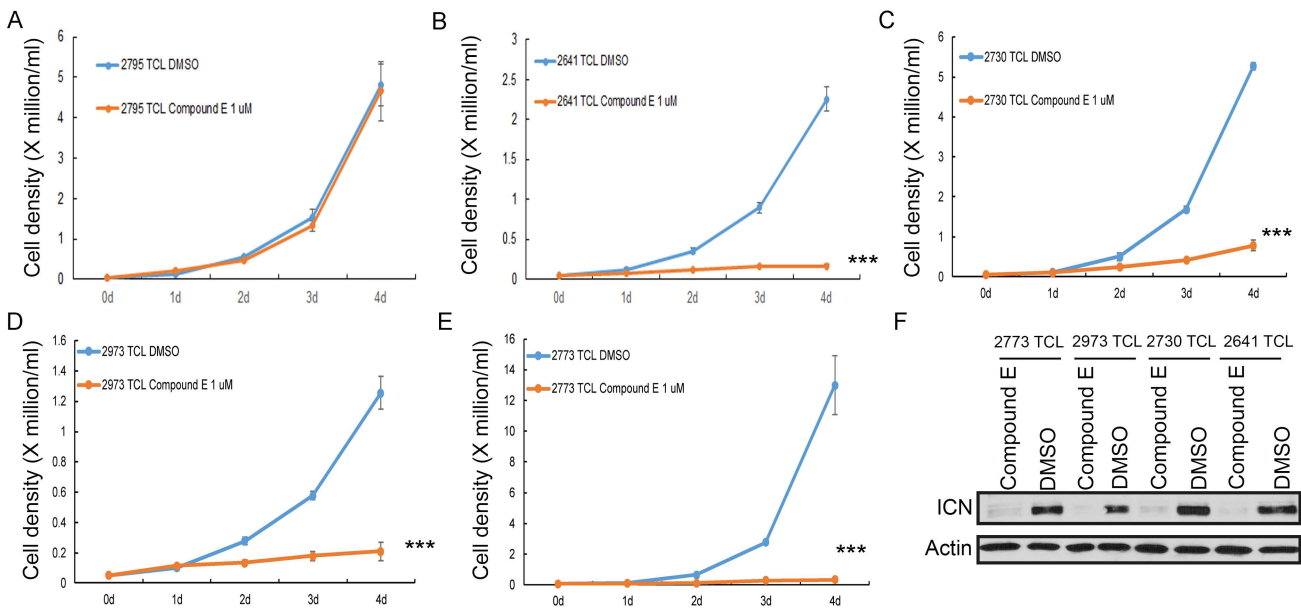 A
Cell density (X million/ml)
6
5
4
3
2
1
0
2795 TCL DMSO
2795 TCL Compound E 1 uM
0d 1d 2d 3d 4d
B
Cell density (X million/ml)
3
2.5
2
1.5
1
0.5
0
2641 TCL DMSO
2641 TCL Compound E 1 uM
***
0d 1d 2d 3d 4d
C
Cell density (X million/ml)
6
5
4
3
2
1
0
2730 TCL DMSO
2730 TCL Compound E 1 uM
***
0d 1d 2d 3d 4d
D
Cell density (X million/ml)
1.6
1.4
1.2
1
0.8
0.6
0.4
0.2
0
2973 TCL DMSO
2973 TCL Compound E 1 uM
***
0d 1d 2d 3d 4d
E
Cell density (X million/ml)
16
14
12
10
8
6
4
2
0
2773 TCL DMSO
2773 TCL Compound E 1 uM
***
0d 1d 2d 3d 4d
F
2773 TCL 2973 TCL 2730 TCL 2641 TCL
Compound E
DMSO
Compound E
DMSO
Compound E
DMSO
Compound E
DMSO
ICN
Actin